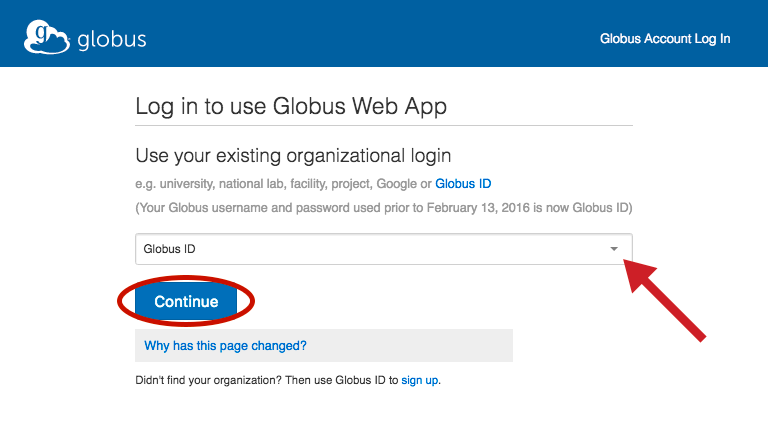 globus
Globus Account Log In
Log in to use Globus Web App
Use your existing organizational login
e.g. university, national lab, facility, project, Google or Globus ID
(Your Globus username and password used prior to February 13, 2016 is now Globus ID)
Globus ID
Continue
Why has this page changed?
Didn't find your organization? Then use Globus ID to sign up.